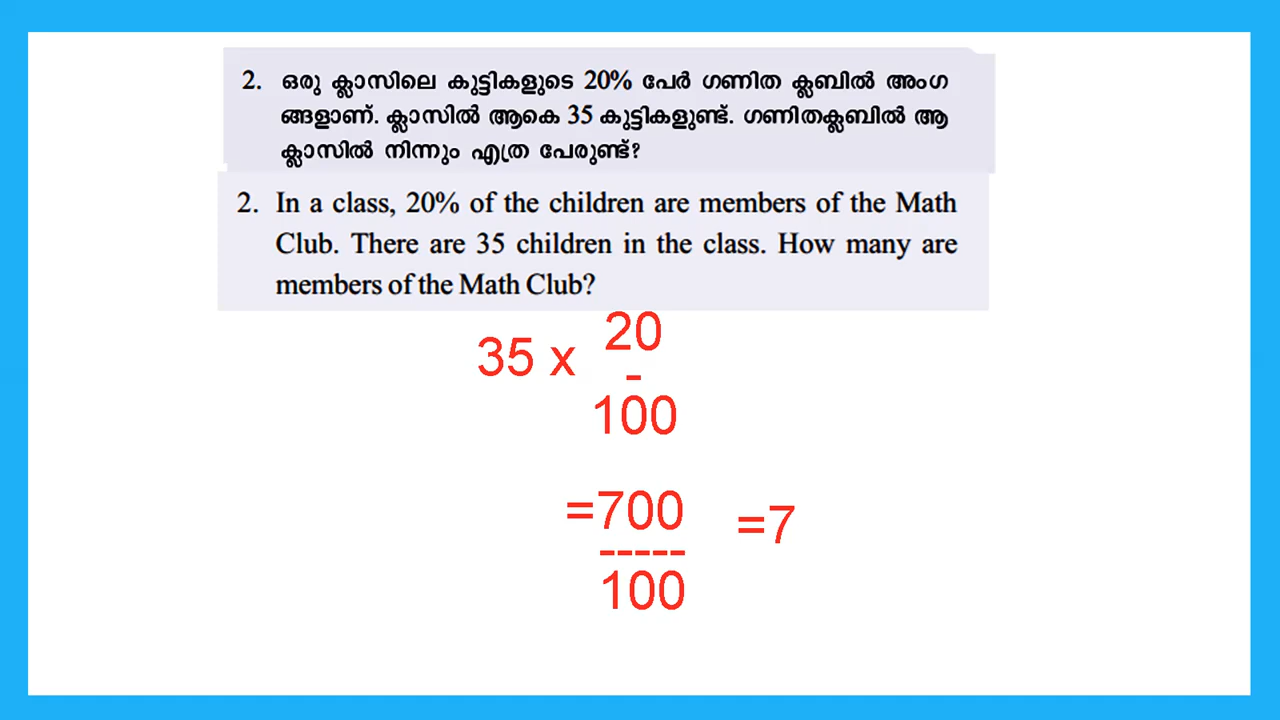 2. ഒരു ക്ലാസിലെ കുട്ടികളുടെ 20% പേർ ഗണിത ക്ലബിൽ അംഗ
ങ്ങളാണ്. ക്ലാസിൽ ആകെ 35 കുട്ടികളുണ്ട്. ഗണിതക്ലബിൽ ആ
ക്ലാസിൽ നിന്നും എത്ര പേരുണ്ട്?
2. In a class, 20% of the children are members of the Math
Club. There are 35 children in the class. How many are
members of the Math Club?
20
35 x
-
100
=700 =7
-----
100